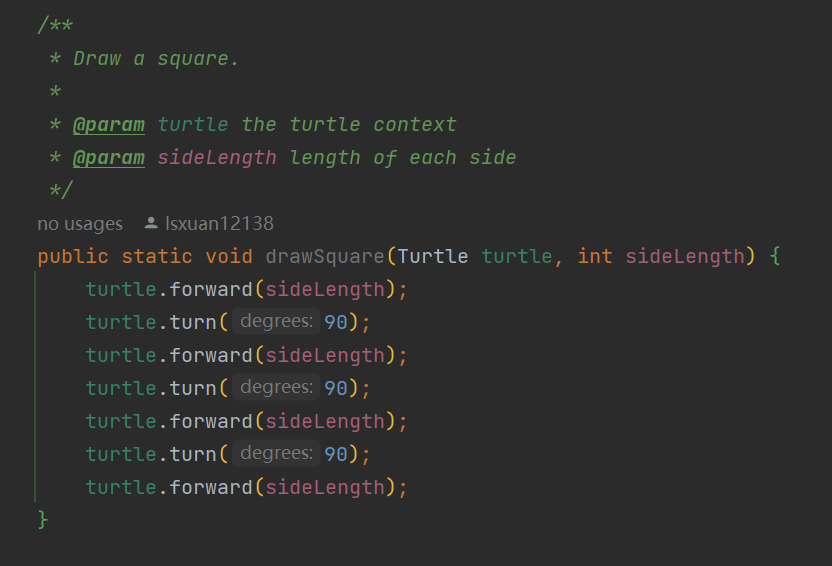 /**
 * Draw a square.
 *
 * @param turtle the turtle context
 * @param sideLength length of each side
 */
no usages lsxuan12138
public static void drawSquare(Turtle turtle, int sideLength) {
    turtle.forward(sideLength);
    turtle.turn( degrees: 90);
    turtle.forward(sideLength);
    turtle.turn( degrees: 90);
    turtle.forward(sideLength);
    turtle.turn( degrees: 90);
    turtle.forward(sideLength);
}